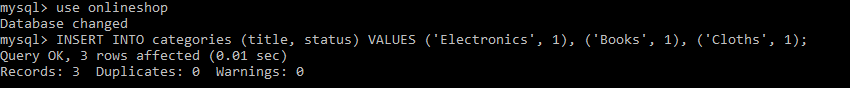 mysql> use onlineshop
Database changed
mysql> INSERT INTO categories (title, status) VALUES ('Electronics', 1), ('Books', 1), ('Cloths', 1);
Query OK, 3 rows affected (0.01 sec)
Records: 3  Duplicates: 0  Warnings: 0